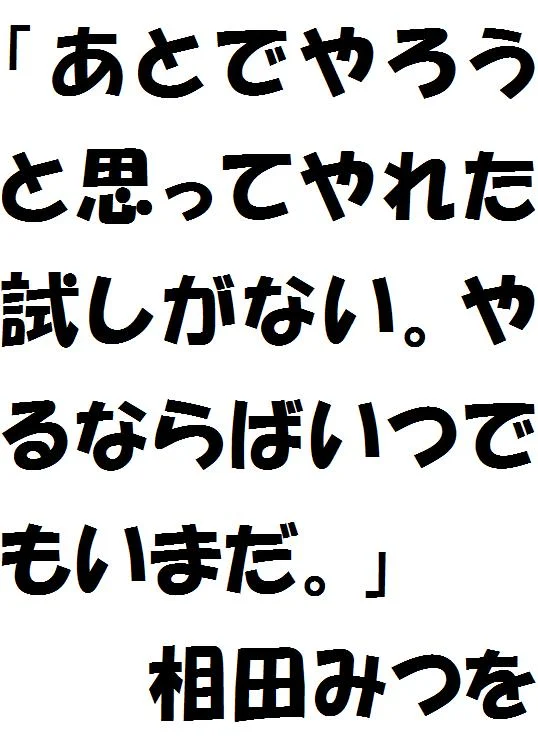 「あとでやろう
と思ってやれた
試しがない。や
るならばいつで
もいまだ。」
相田みつを